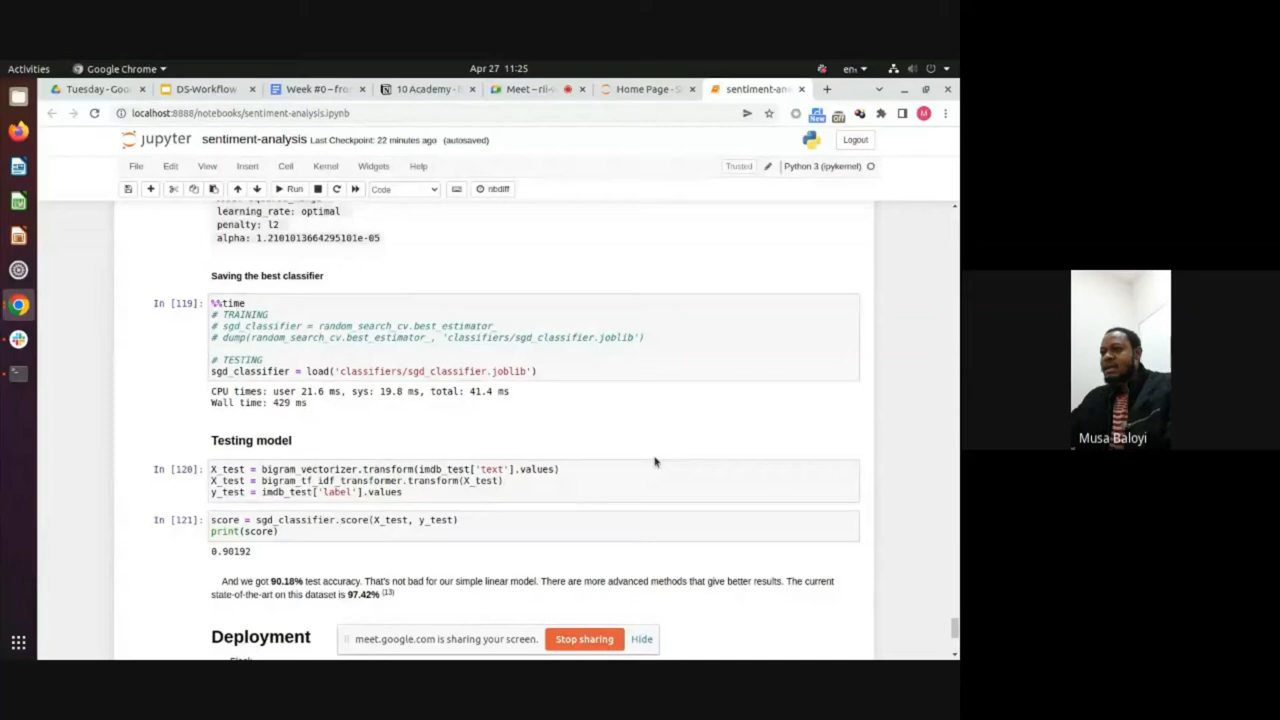 Activities
Google Chrome
Apr 27 11:25
en
Tuesday - Goo
DS-Workflow
Week #0 – fro
10 Academy -
Meet – rii-
Home Page - S
sentiment-an
localhost:8888/notebooks/sentiment-analysis.ipynb
New
Off
M
jupyter sentiment-analysis Last Checkpoint: 22 minutes ago (autosaved)
Logout
File Edit View Insert Cell Kernel Widgets Help
Trusted
Python 3 (ipykernel)
Run
Code
nbdiff
learning_rate: optimal
penalty: l2
alpha: 1.2101013664295101e-05
Saving the best classifier
In [119]:
%%time
# TRAINING
# sgd_classifier = random_search_cv.best_estimator_
# dump(random_search_cv.best_estimator_, 'classifiers/sgd_classifier.joblib')
# TESTING
sgd_classifier = load('classifiers/sgd_classifier.joblib')
CPU times: user 21.6 ms, sys: 19.8 ms, total: 41.4 ms
Wall time: 429 ms
Testing model
In [120]:
X_test = bigram_vectorizer.transform(imdb_test['text'].values)
X_test = bigram_tf_idf_transformer.transform(X_test)
y_test = imdb_test['label'].values
In [121]:
score = sgd_classifier.score(X_test, y_test)
print(score)
0.90192
And we got 90.18% test accuracy. That's not bad for our simple linear model. There are more advanced methods that give better results. The current
state-of-the-art on this dataset is 97.42% (13)
Deployment
meet.google.com is sharing your screen.
Stop sharing
Hide
Musa Baloyi